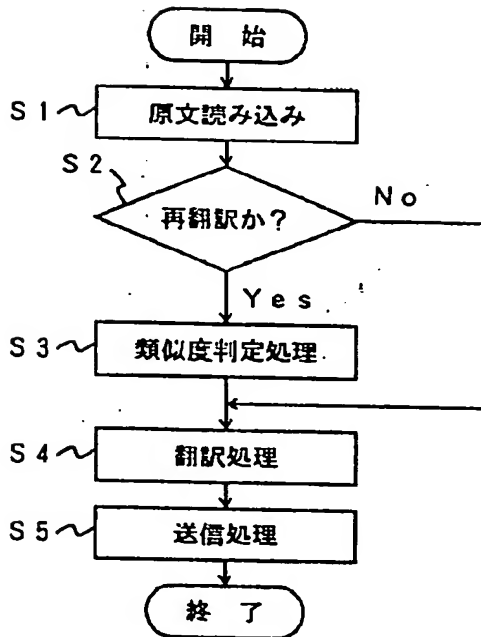 開 始
S1 原文読み込み
S2
再翻訳か?
No
Yes
S3 類似度判定処理
S4 翻訳処理
S5 送信処理
終 了